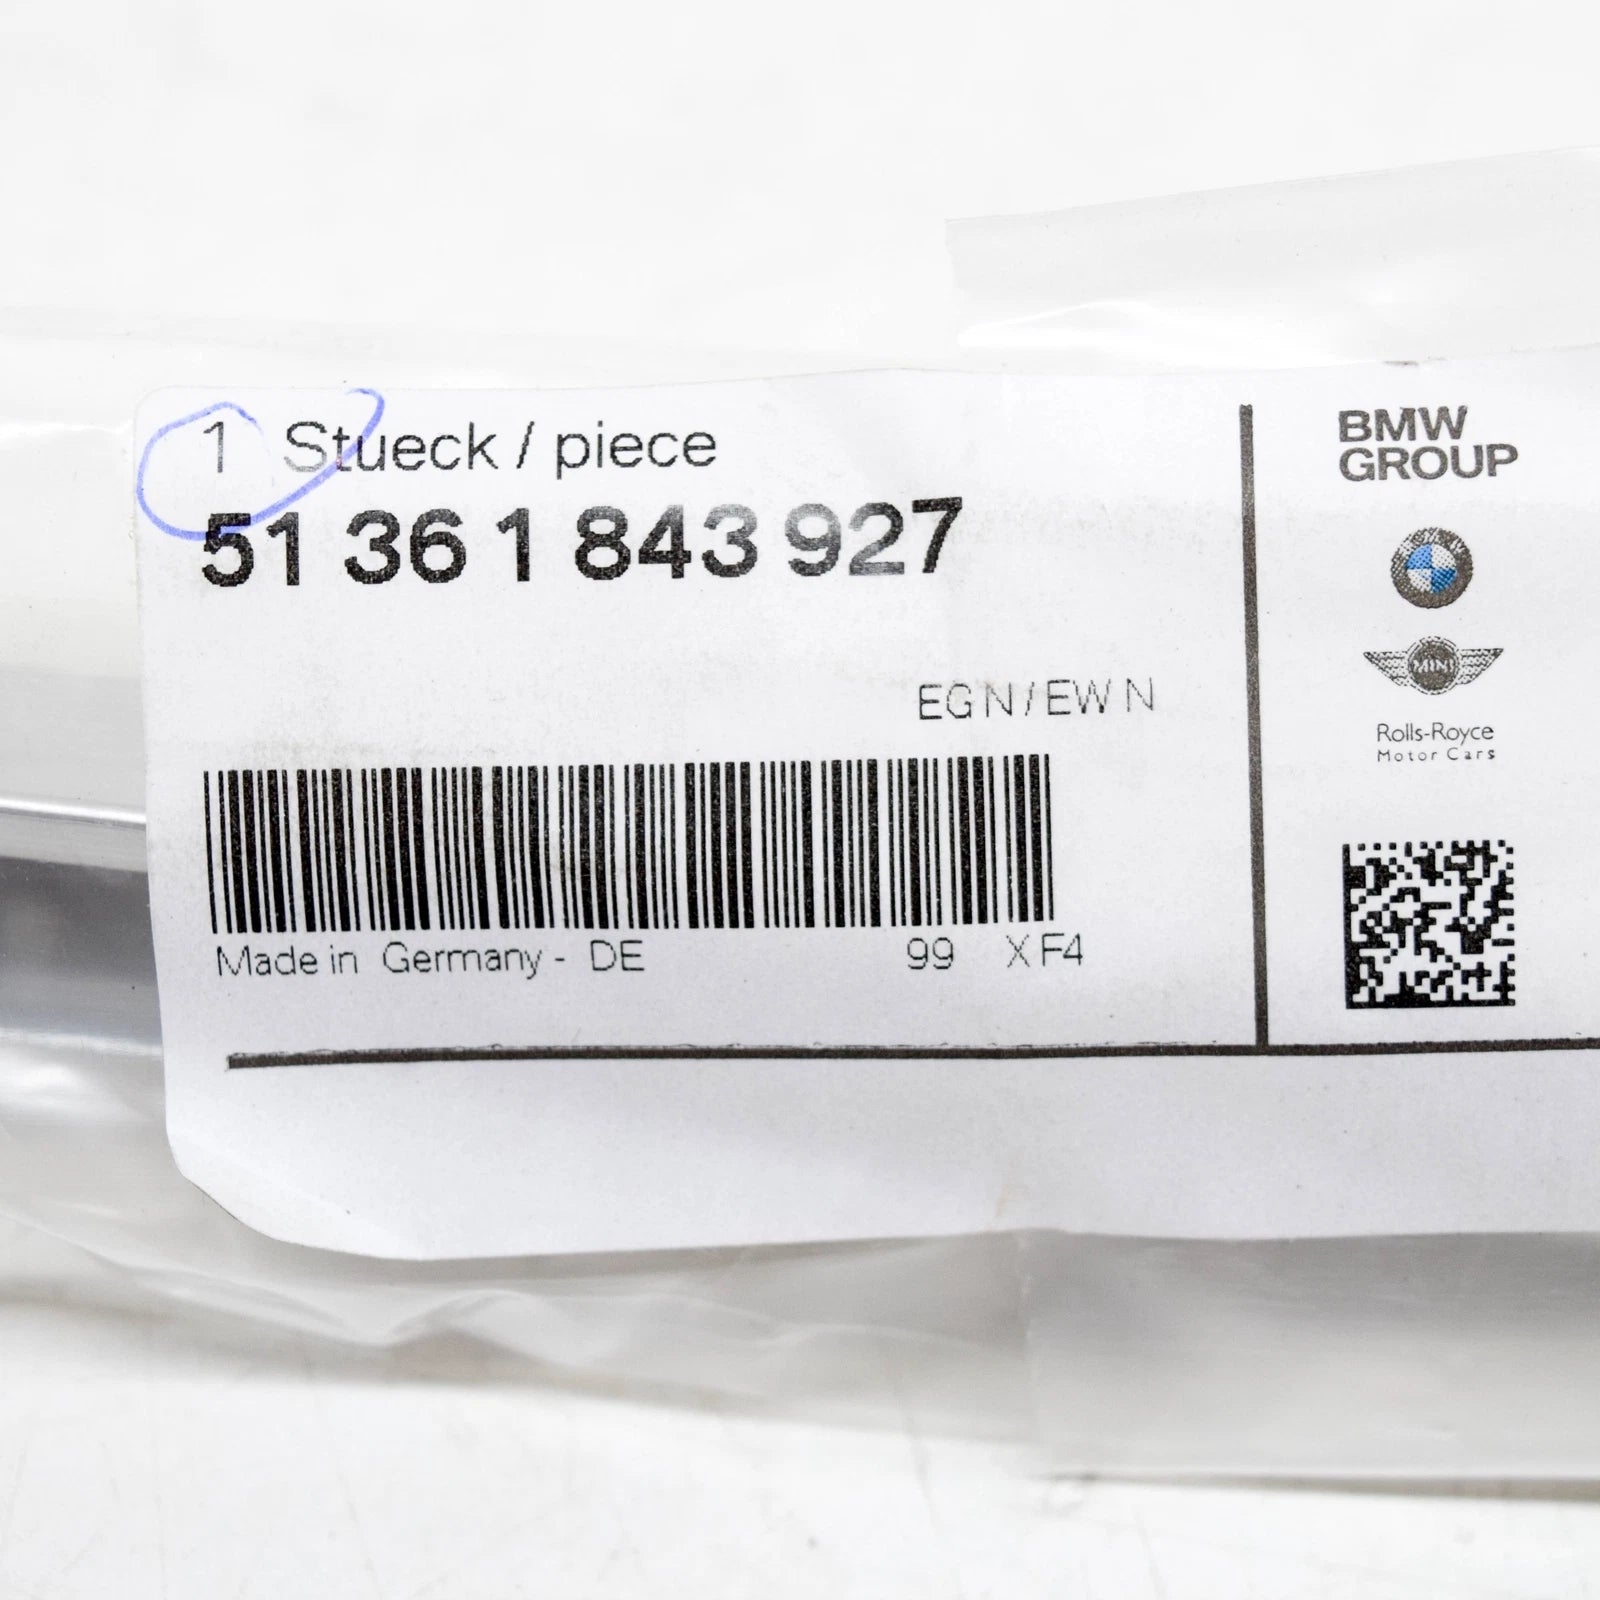 1 Stueck / piece
51 36 1 843 927
EG N / EW N
Made in Germany - DE 99 X F4
BMW
GROUP
MINI
Rolls-Royce
Motor Cars